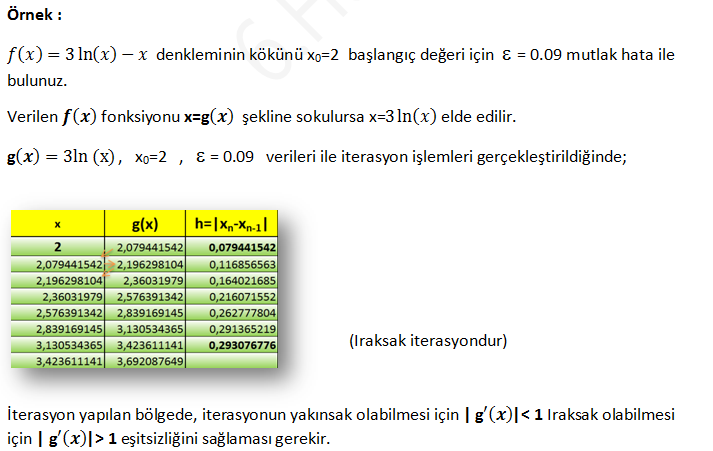 Örnek :
f(x) = 3 ln(x) − x denkleminin kökünü x₀=2 başlangıç değeri için ε = 0.09 mutlak hata ile
bulunuz.
Verilen f(x) fonksiyonu x=g(x) şekline sokulursa x=3 ln(x) elde edilir.
g(x) = 3ln (x) , x₀=2 , ε = 0.09 verileri ile iterasyon işlemleri gerçekleştirildiğinde;
x g(x) h=|xₙ-xₙ₋₁|
2 2,079441542 0,079441542
2,079441542 2,196298104 0,116856563
2,196298104 2,36031979 0,164021685
2,36031979 2,576391342 0,216071552
2,576391342 2,839169145 0,262777804
2,839169145 3,130534365 0,291365219
3,130534365 3,423611141 0,293076776
3,423611141 3,692087649
(Iraksak iterasyondur)
İterasyon yapılan bölgede, iterasyonun yakınsak olabilmesi için | g′(x)|< 1 Iraksak olabilmesi
için | g′(x)|> 1 eşitsizliğini sağlaması gerekir.